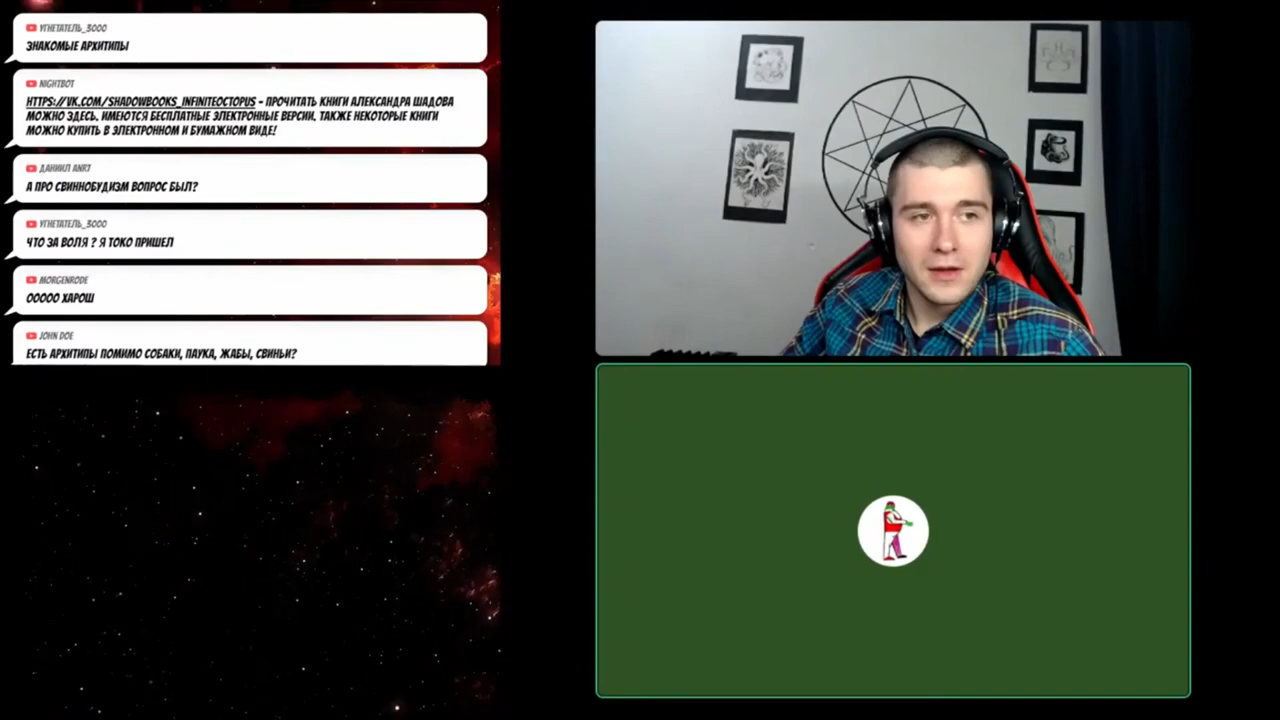 УГНЕТАТЕЛЬ_3000
ЗНАКОМЫЕ АРХИТИПЫ
NIGHTBOT
HTTPS://VK.COM/SHADOWBOOKS_INFINITEOCTOPUS - ПРОЧИТАТЬ КНИГИ АЛЕКСАНДРА ШАДОВА
МОЖНО ЗДЕСЬ. ИМЕЮТСЯ БЕСПЛАТНЫЕ ЭЛЕКТРОННЫЕ ВЕРСИИ. ТАКЖЕ НЕКОТОРЫЕ КНИГИ
МОЖНО КУПИТЬ В ЭЛЕКТРОННОМ И БУМАЖНОМ ВИДЕ!
ДАНИИЛ ANR7
А ПРО СВИННОБУДИЗМ ВОПРОС БЫЛ?
УГНЕТАТЕЛЬ_3000
ЧТО ЗА ВОЛЯ ? Я ТОКО ПРИШЕЛ
MORGENRODE
ООООО ХАРОШ
JOHN DOE
ЕСТЬ АРХИТИПЫ ПОМИМО СОБАКИ, ПАУКА, ЖАБЫ, СВИНЬИ?